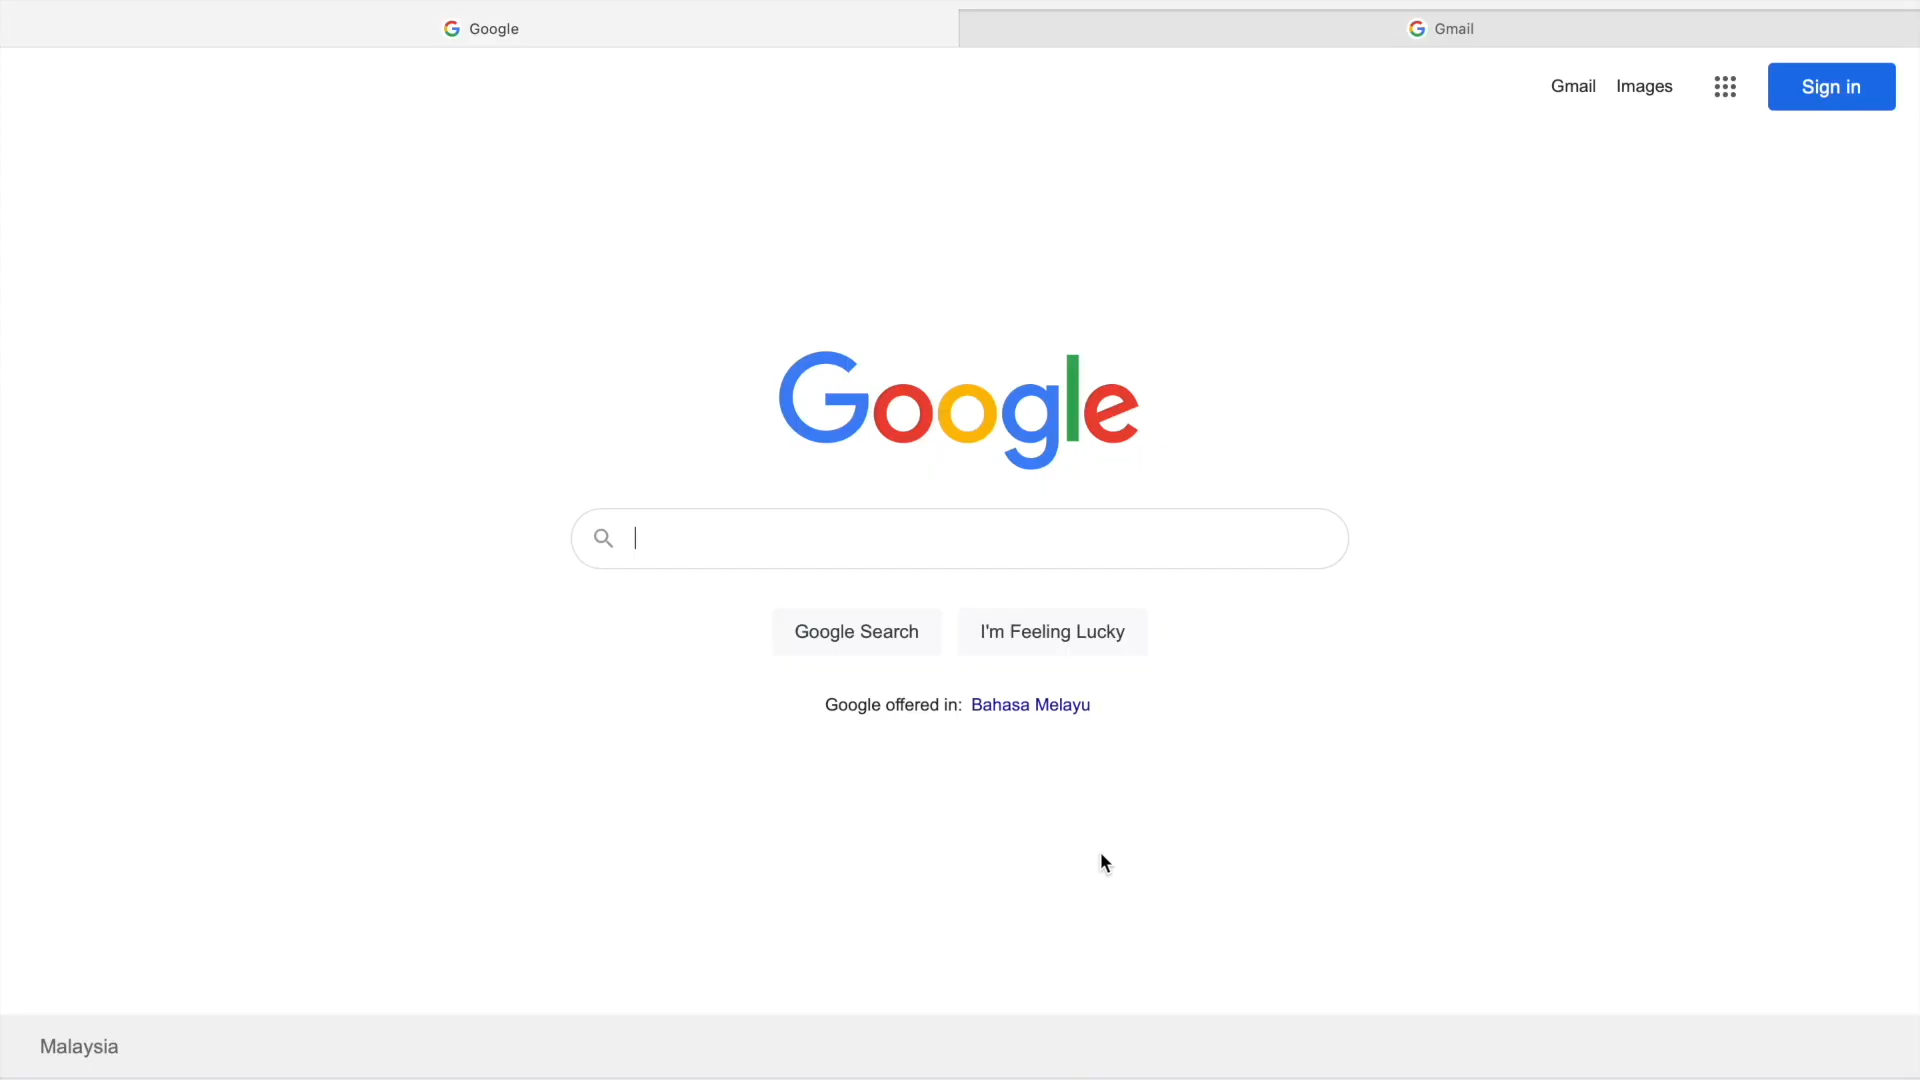 Google Gmail
Gmail Images Sign in
Google
Google Search I'm Feeling Lucky
Google offered in: Bahasa Melayu
Malaysia